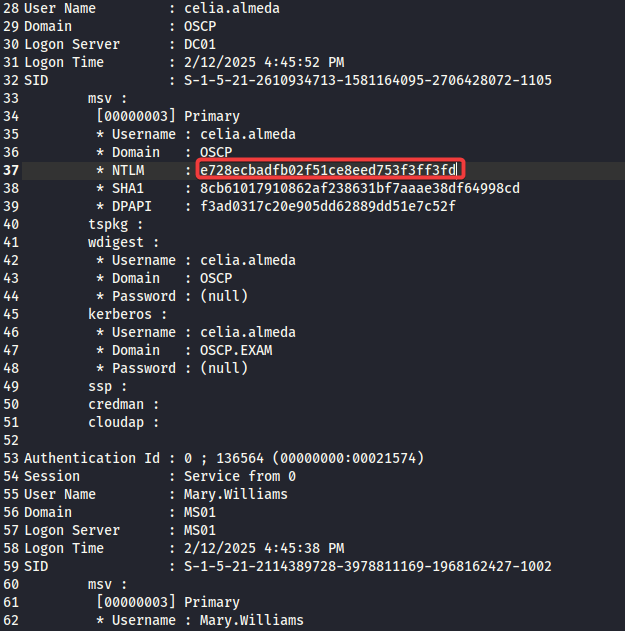 28 User Name         : celia.almeda
29 Domain            : OSCP
30 Logon Server      : DC01
31 Logon Time        : 2/12/2025 4:45:52 PM
32 SID               : S-1-5-21-2610934713-1581164095-2706428072-1105
33         msv :
34          [00000003] Primary
35          * Username : celia.almeda
36          * Domain   : OSCP
37          * NTLM     : e728ecbadfb02f51ce8eed753f3ff3fd
38          * SHA1     : 8cb61017910862af238631bf7aaae38df64998cd
39          * DPAPI    : f3ad0317c20e905dd62889dd51e7c52f
40         tspkg :
41         wdigest :
42          * Username : celia.almeda
43          * Domain   : OSCP
44          * Password : (null)
45         kerberos :
46          * Username : celia.almeda
47          * Domain   : OSCP.EXAM
48          * Password : (null)
49         ssp :
50         credman :
51         cloudap :
52
53 Authentication Id : 0 ; 136564 (00000000:00021574)
54 Session           : Service from 0
55 User Name         : Mary.Williams
56 Domain            : MS01
57 Logon Server      : MS01
58 Logon Time        : 2/12/2025 4:45:38 PM
59 SID               : S-1-5-21-2114389728-3978811169-1968162427-1002
60         msv :
61          [00000003] Primary
62          * Username : Mary.Williams